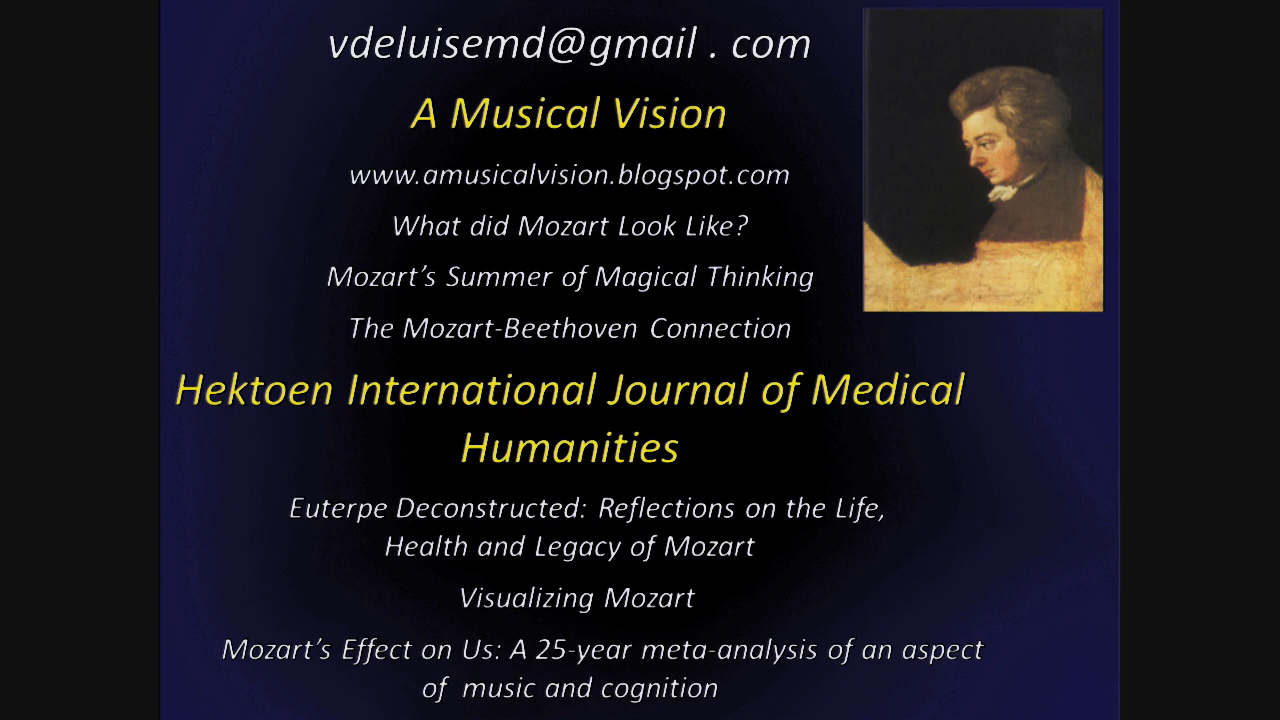 vdeluisemd@gmail . com
A Musical Vision
www.amusicalvision.blogspot.com
What did Mozart Look Like?
Mozart’s Summer of Magical Thinking
The Mozart-Beethoven Connection
Hektoen International Journal of Medical
Humanities
Euterpe Deconstructed: Reflections on the Life,
Health and Legacy of Mozart
Visualizing Mozart
Mozart’s Effect on Us: A 25-year meta-analysis of an aspect
of music and cognition